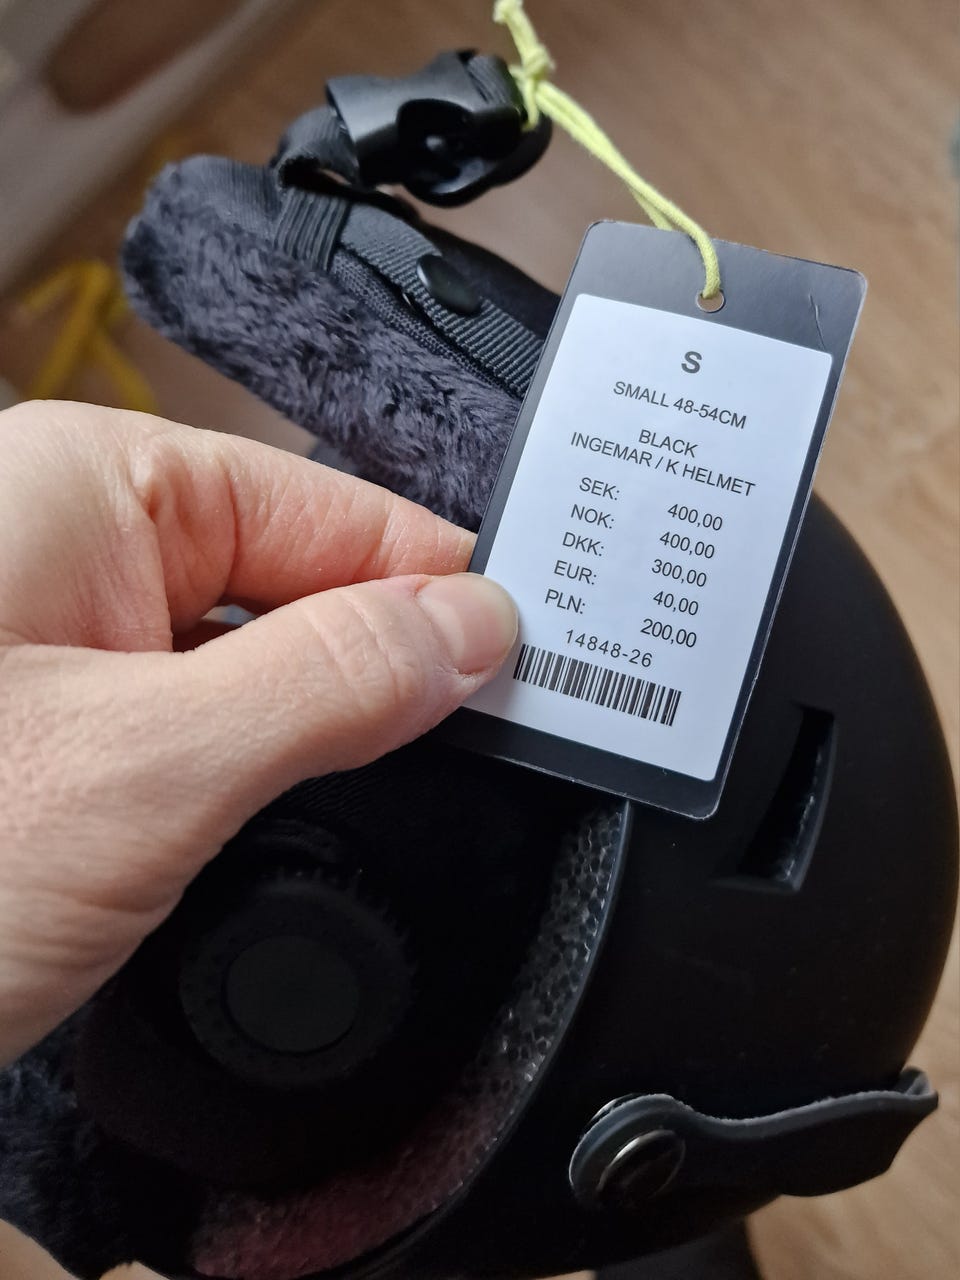 S
SMALL 48-54CM
BLACK
INGEMAR / K HELMET
SEK: 400,00
NOK: 400,00
DKK: 300,00
EUR: 40,00
PLN: 200,00
14848-26